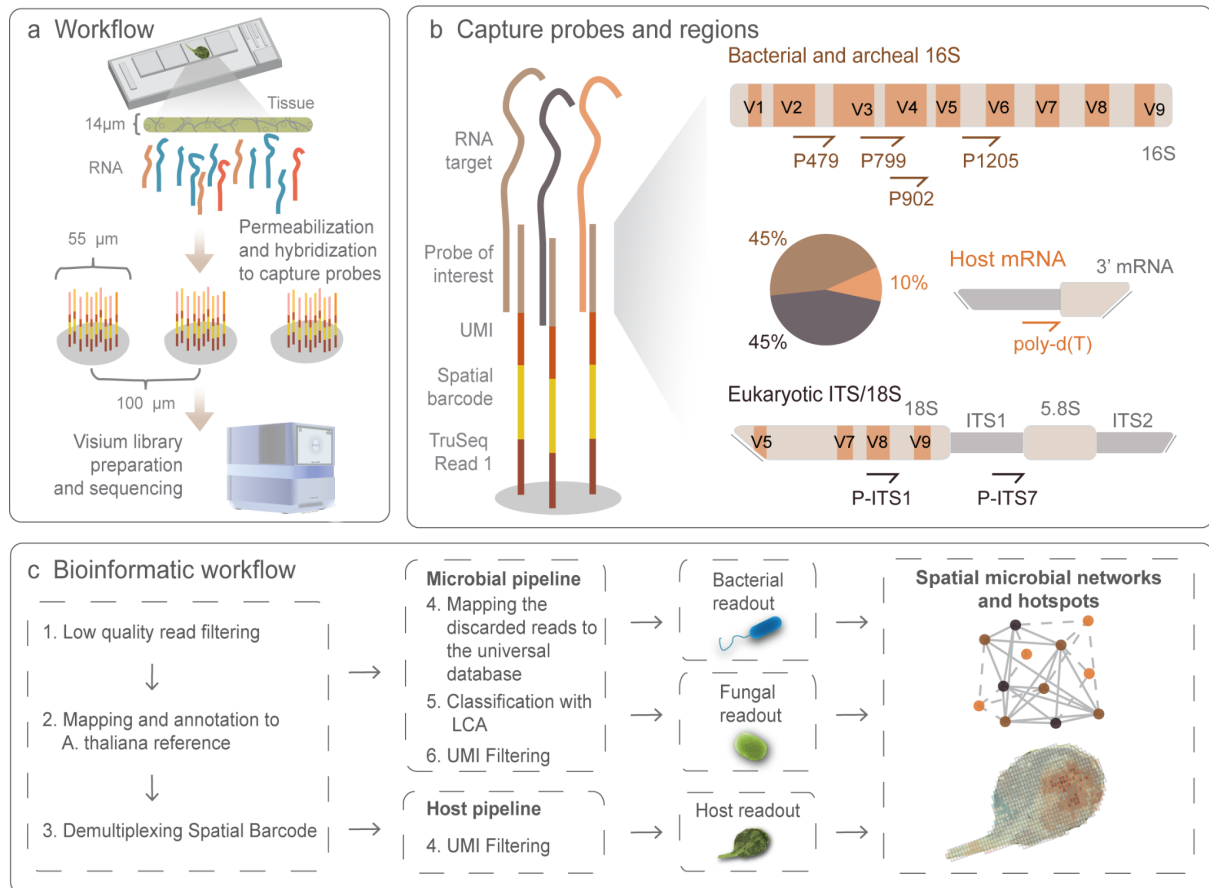 a Workflow
Tissue
14µm
RNA
55 µm
Permeabilization
and hybridization
to capture probes
100 µm
Visium library
preparation
and sequencing
b Capture probes and regions
RNA
target
Probe of
interest
UMI
Spatial
barcode
TruSeq
Read 1
Bacterial and archeal 16S
V1 V2 V3 V4 V5 V6 V7 V8 V9
P479 P799 P1205 16S
P902
45%
10%
45%
Host mRNA
3' mRNA
poly-d(T)
Eukaryotic ITS/18S
18S ITS1 5.8S ITS2
V5 V7 V8 V9
P-ITS1 P-ITS7
c Bioinformatic workflow
1. Low quality read filtering
2. Mapping and annotation to
A. thaliana reference
3. Demultiplexing Spatial Barcode
Microbial pipeline
4. Mapping the
discarded reads to
the universal
database
5. Classification with
LCA
6. UMI Filtering
Host pipeline
4. UMI Filtering
Bacterial
readout
Fungal
readout
Host readout
Spatial microbial networks
and hotspots